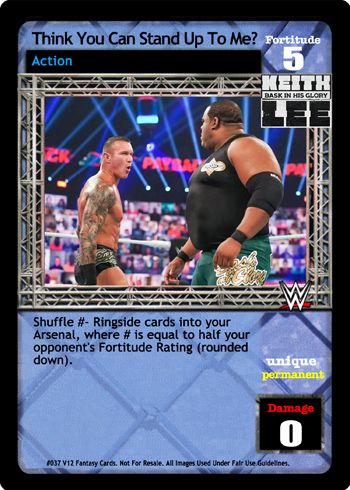 Think You Can Stand Up To Me?
Fortitude
5
Action
KEITH
BASK IN HIS GLORY
LEE
PAYBA
Shuffle #- Ringside cards into your
Arsenal, where # is equal to half your
opponent's Fortitude Rating (rounded
down).
W
unique
permanent
Damage
0
#037 V12 Fantasy Cards. Not For Resale. All Images Used Under Fair Use Guidelines.